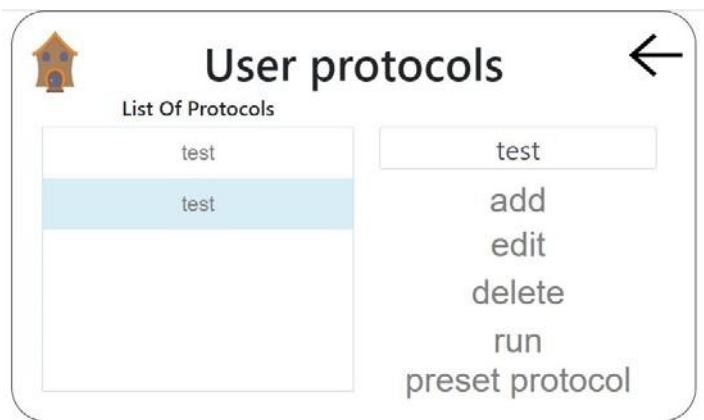 User protocols
List Of Protocols
test
test
test
add
edit
delete
run
preset protocol